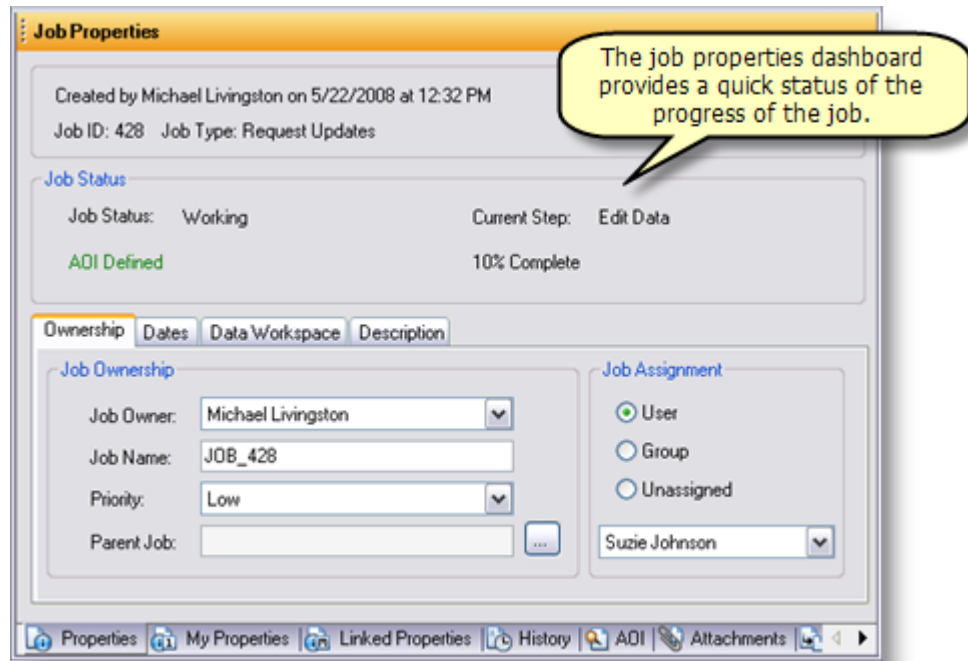 Job Properties
The job properties dashboard
provides a quick status of the
progress of the job.
Created by Michael Livingston on 5/22/2008 at 12:32 PM
Job ID: 428 Job Type: Request Updates
Job Status
Job Status: Working Current Step: Edit Data
AOI Defined 10% Complete
Ownership Dates Data Workspace Description
Job Ownership
Job Owner: Michael Livingston
Job Name: JOB_428
Priority: Low
Parent Job: ...
Job Assignment
User
Group
Unassigned
Suzie Johnson
Properties My Properties Linked Properties History AOI Attachments